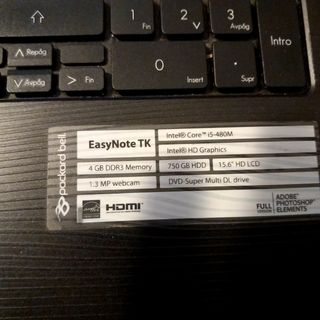 1
Fin
2
3
Avpág
Repág
Intro
0
Insert
.
Supr
Avpág
Fin
packard bell
EasyNote TK
Intel® Core™ i5-480M
Intel® HD Graphics
4 GB DDR3 Memory
750 GB HDD
15.6" HD LCD
1.3 MP webcam
DVD-Super Multi DL drive
HDMI
FULL
VERSION
ADOBE®
PHOTOSHOP®
ELEMENTS